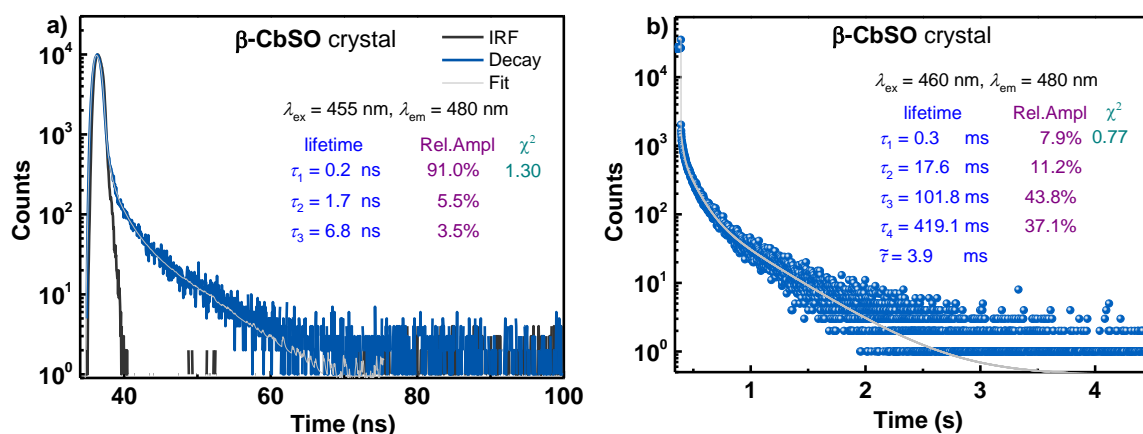 a)
β-CbSO crystal
IRF
Decay
Fit
λex = 455 nm, λem = 480 nm
lifetime Rel.Ampl χ²
τ1 = 0.2 ns 91.0% 1.30
τ2 = 1.7 ns 5.5%
τ3 = 6.8 ns 3.5%
Counts
10⁴
10³
10²
10¹
10⁰
40 60 80 100
Time (ns)
b)
β-CbSO crystal
λex = 460 nm, λem = 480 nm
lifetime Rel.Ampl χ²
τ1 = 0.3 ms 7.9% 0.77
τ2 = 17.6 ms 11.2%
τ3 = 101.8 ms 43.8%
τ4 = 419.1 ms 37.1%
τ̃ = 3.9 ms
Counts
10⁴
10³
10²
10¹
10⁰
1 2 3 4
Time (s)